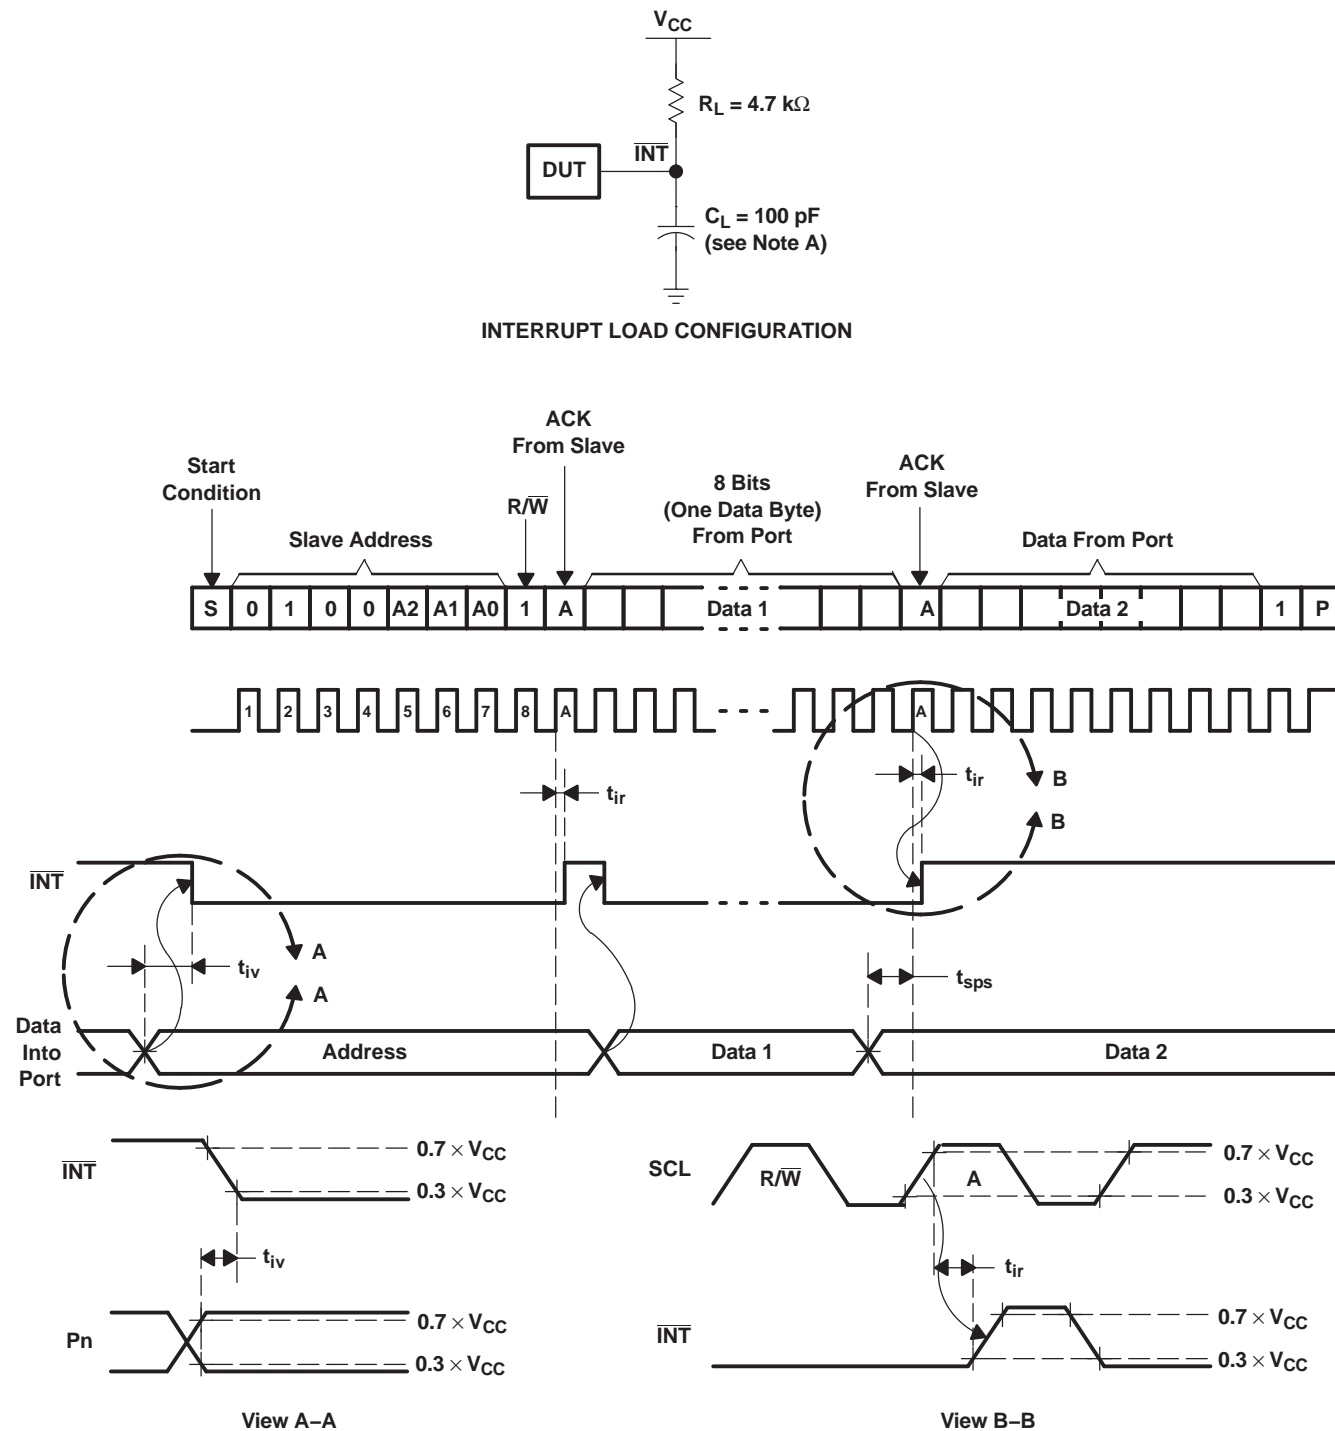 VCC
RL = 4.7 kΩ
INT
DUT
CL = 100 pF
(see Note A)
INTERRUPT LOAD CONFIGURATION
ACK
From Slave
Start
Condition
R/W
8 Bits
(One Data Byte)
From Port
ACK
From Slave
Slave Address
Data From Port
S 0 1 0 0 A2 A1 A0 1 A Data 1 A Data 2 1 P
1 2 3 4 5 6 7 8 A A
tir
tir
B
B
INT
A
tiv
A
tsps
Data
Into
Port
Address
Data 1
Data 2
INT
0.7 × VCC
0.3 × VCC
tiv
Pn
0.7 × VCC
0.3 × VCC
View A–A
SCL
R/W
A
0.7 × VCC
0.3 × VCC
tir
INT
0.7 × VCC
0.3 × VCC
View B–B